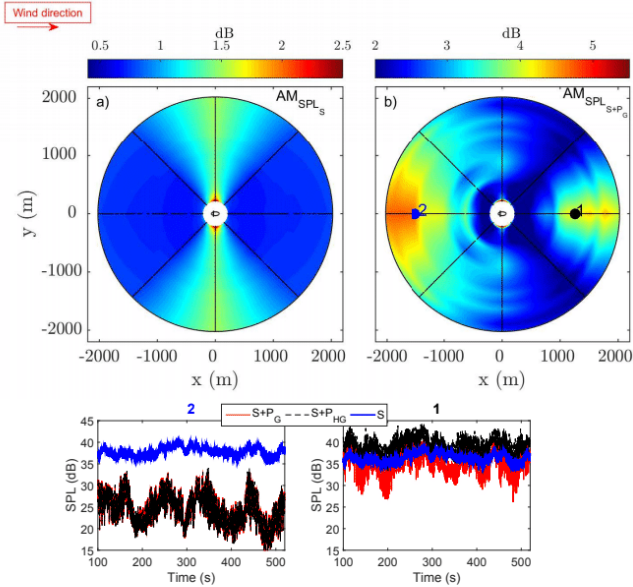 Wind direction
dB
dB
0.5 1 1.5 2 2.5
2 3 4 5
a) AM_SPL_S
b) AM_SPL_S+P_G
2000
1000
0
-1000
-2000
y (m)
2
1
-2000 -1000 0 1000 2000
-2000 -1000 0 1000 2000
x (m)
x (m)
2
S+P_G S+P_HG S
1
45
40
35
30
25
20
15
SPL (dB)
100 200 300 400 500
Time (s)
45
40
35
30
25
20
15
SPL (dB)
100 200 300 400 500
Time (s)